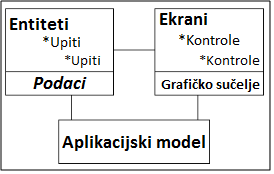 Entiteti
*Upiti
*Upiti
Podaci
Ekrani
*Kontrole
*Kontrole
Grafičko sučelje
Aplikacijski model